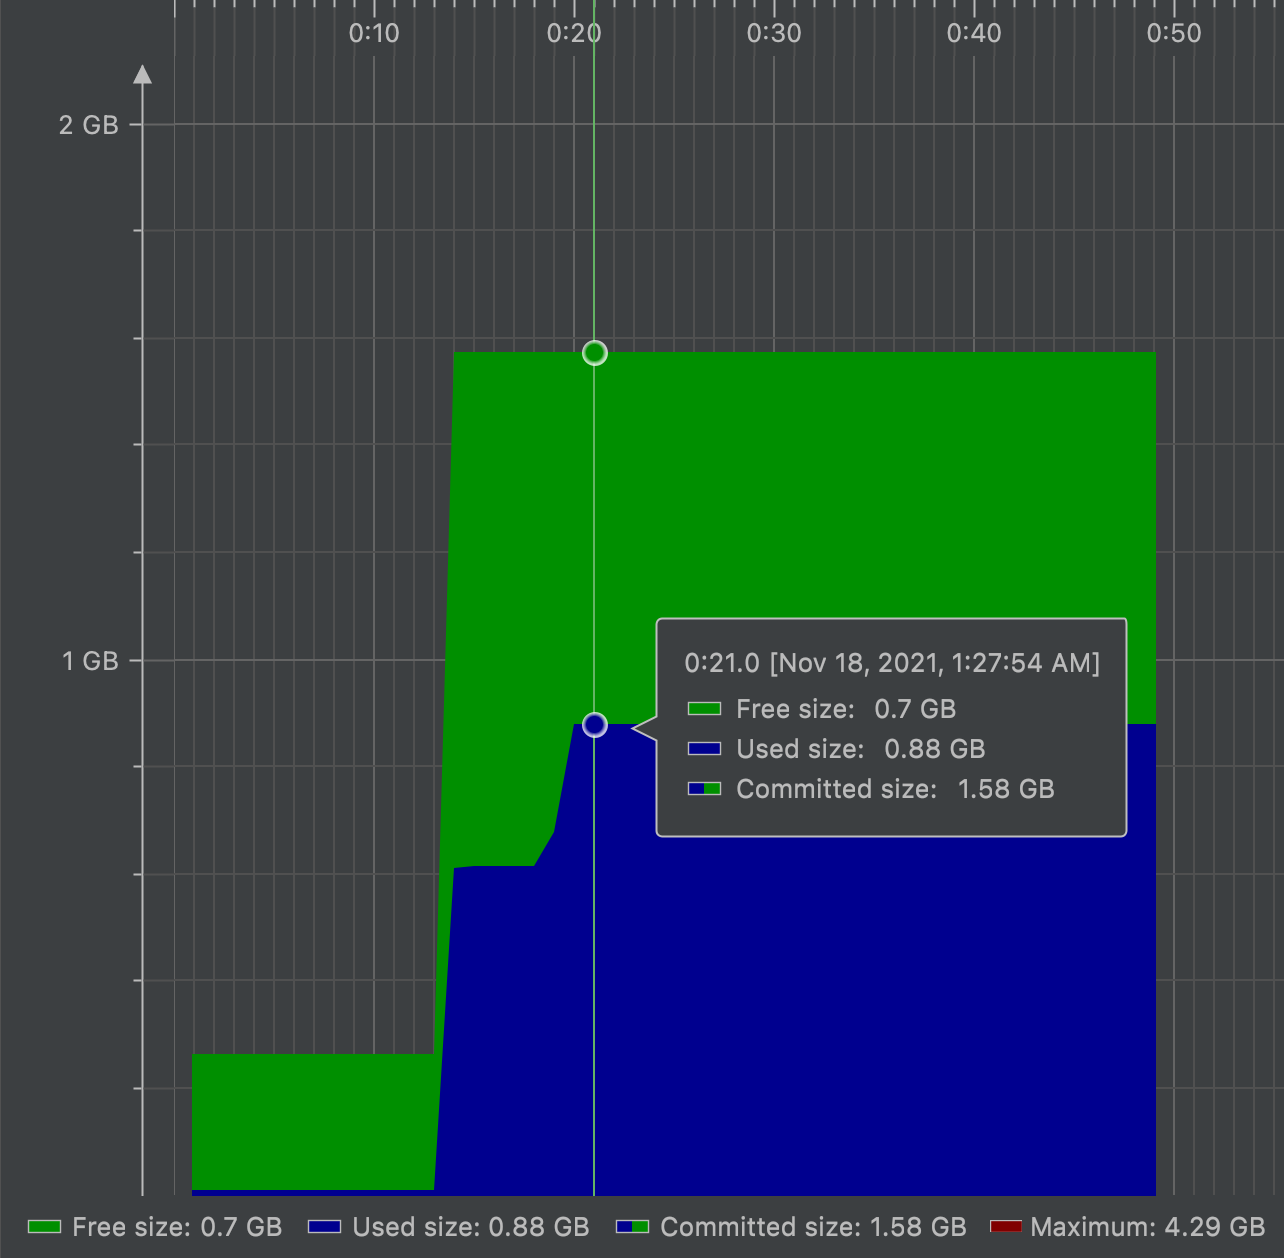 0:10 0:20 0:30 0:40 0:50
2 GB
1 GB
0:21.0 [Nov 18, 2021, 1:27:54 AM]
Free size: 0.7 GB
Used size: 0.88 GB
Committed size: 1.58 GB
Free size: 0.7 GB Used size: 0.88 GB Committed size: 1.58 GB Maximum: 4.29 GB